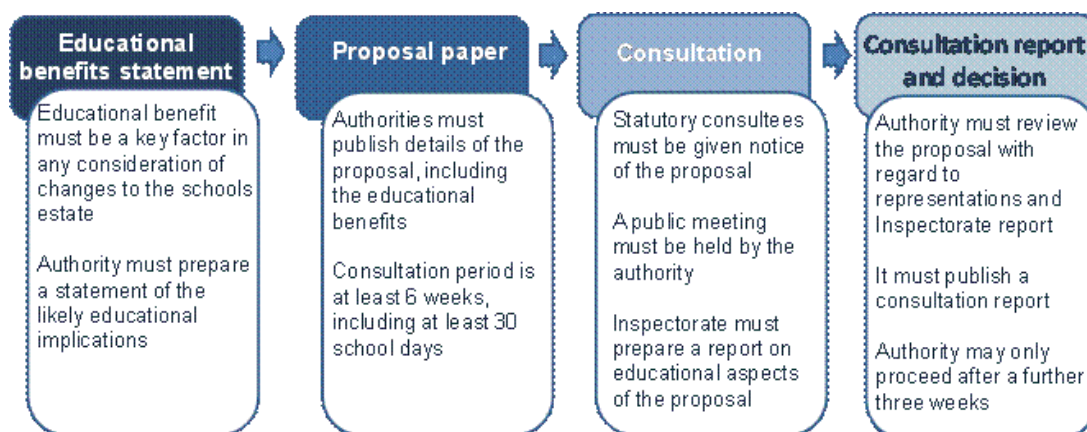 Educational
benefits statement
Educational benefit
must be a key factor in
any consideration of
changes to the schools
estate
Authority must prepare
a statement of the
likely educational
implications
Proposal paper
Authorities must
publish details of the
proposal, including
the educational
benefits
Consultation period is
at least 6 weeks,
including at least 30
school days
Consultation
Statutory consultees
must be given notice
of the proposal
A public meeting
must be held by the
authority
Inspectorate must
prepare a report on
educational aspects
of the proposal
Consultation report
and decision
Authority must review
the proposal with
regard to
representations and
Inspectorate report
It must publish a
consultation report
Authority may only
proceed after a further
three weeks